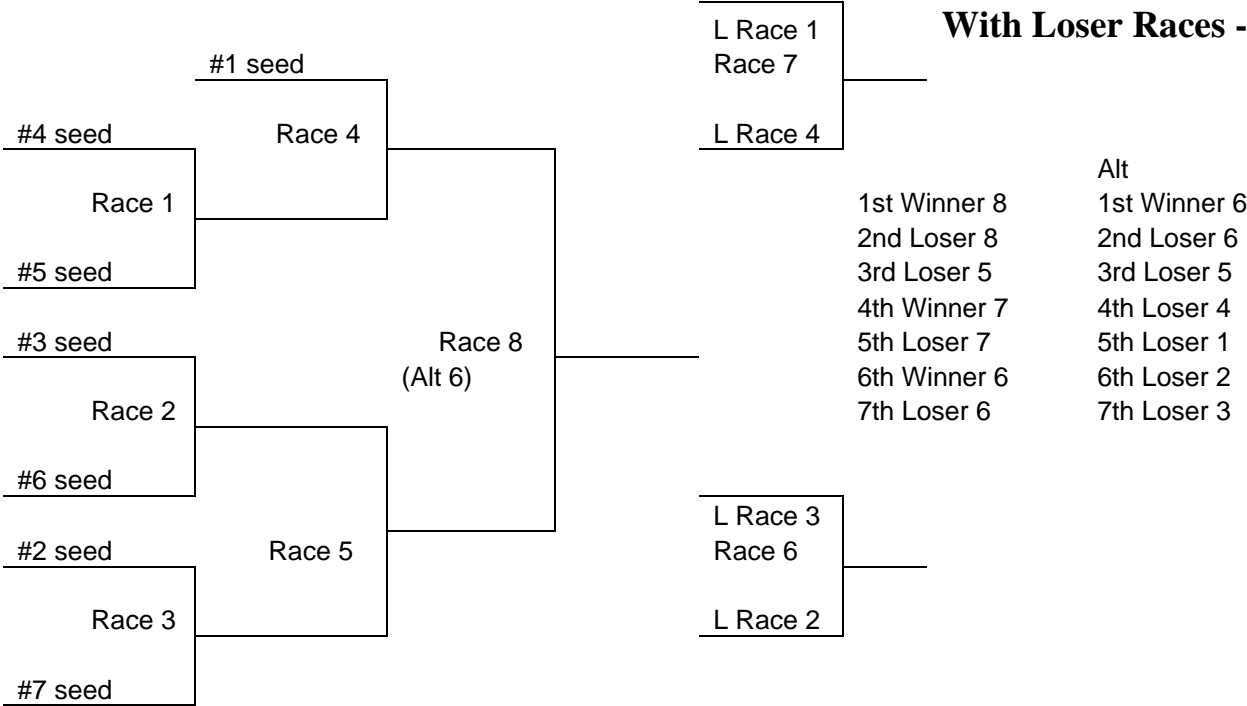 With Loser Races -
L Race 1
#1 seed
Race 7
#4 seed
Race 4
L Race 4
Alt
Race 1
1st Winner 8
1st Winner 6
2nd Loser 8
2nd Loser 6
#5 seed
3rd Loser 5
3rd Loser 5
4th Winner 7
4th Loser 4
#3 seed
Race 8
5th Loser 7
5th Loser 1
(Alt 6)
6th Winner 6
6th Loser 2
Race 2
7th Loser 6
7th Loser 3
#6 seed
L Race 3
#2 seed
Race 5
Race 6
Race 3
L Race 2
#7 seed